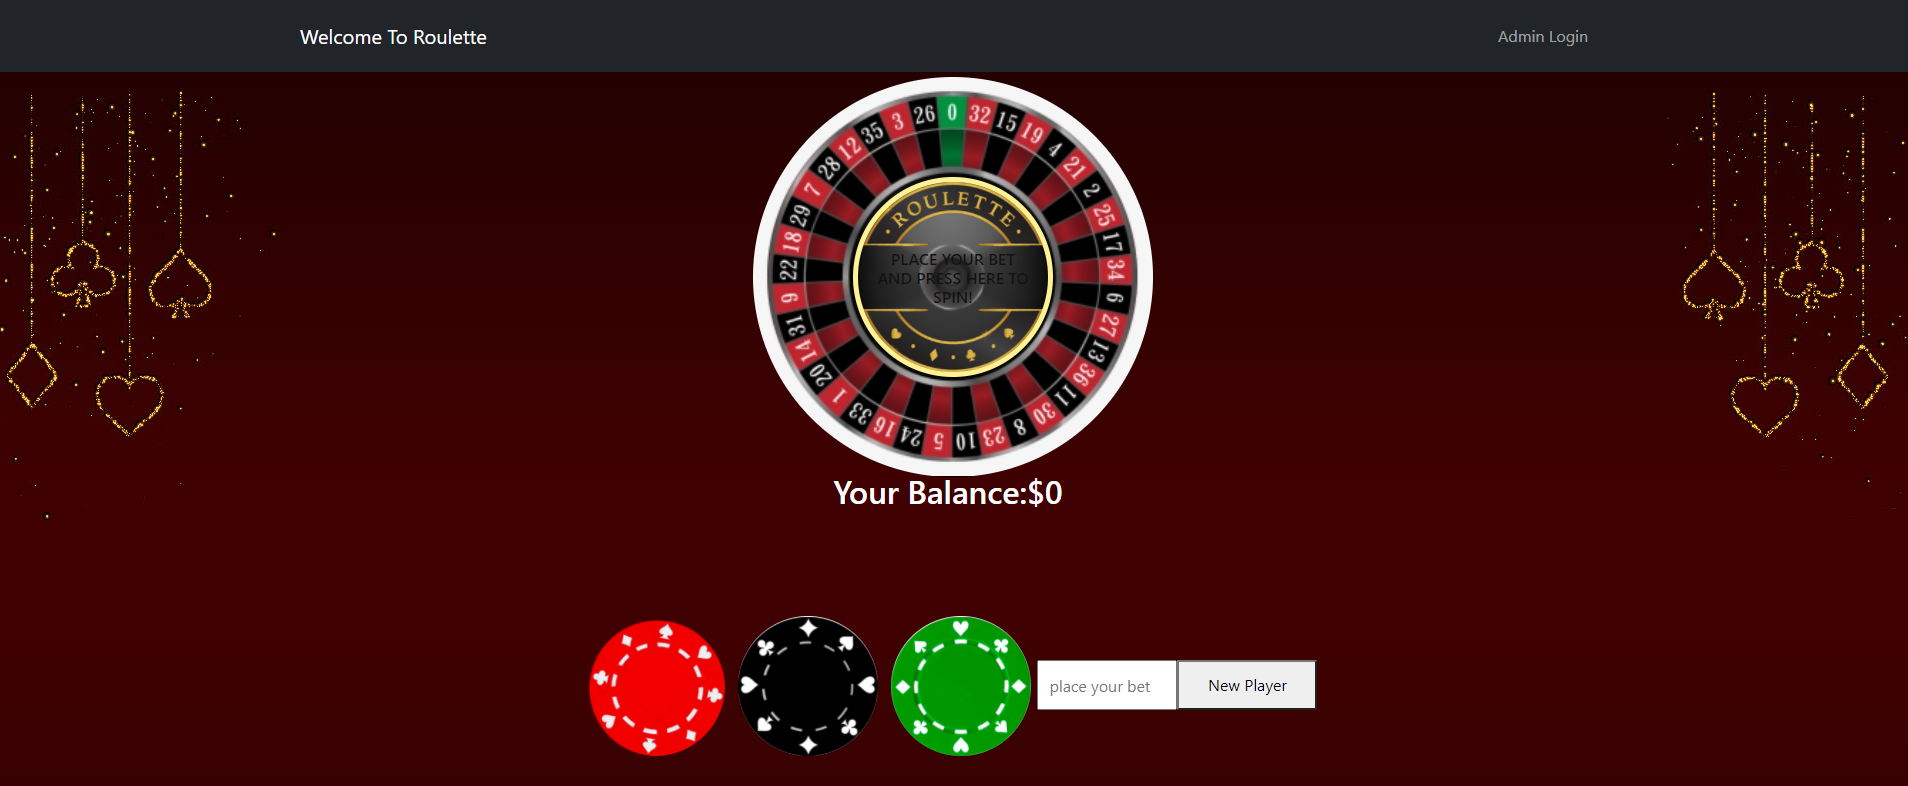 Welcome To Roulette
Admin Login
0 32 15 19 4 21 2 25 17 34 6 27 13 36 11 30 8 23 10 5 24 16 33 1 20 14 31 9 22 18 29 7 28 12 35 3 26
ROULETTE
PLACE YOUR BET
AND PRESS HERE TO
SPIN!
Your Balance:$0
place your bet
New Player